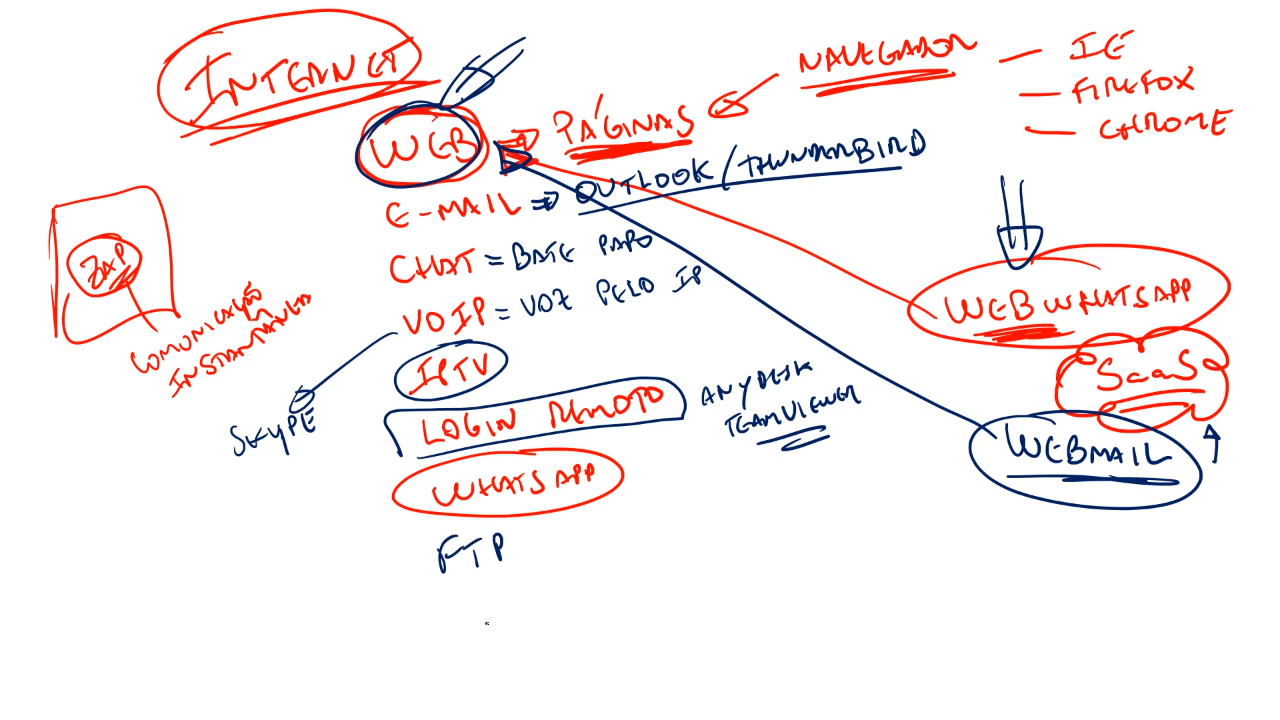 INTERNET
NAVEGADOR — IE
— FIREFOX
— CHROME
WEB ⇒ PÁGINAS
E-MAIL ⇒ OUTLOOK / THUNDERBIRD
CHAT = BATE PAPO
ZAP
COMUNICAÇÃO
INSTANTÂNEA
VOIP = VOZ PELO IP
SKYPE
IPTV
LOGIN REMOTO
ANYDESK
TEAMVIEWER
WHATSAPP
FTP
WEB WHATSAPP
SaaS
WEBMAIL